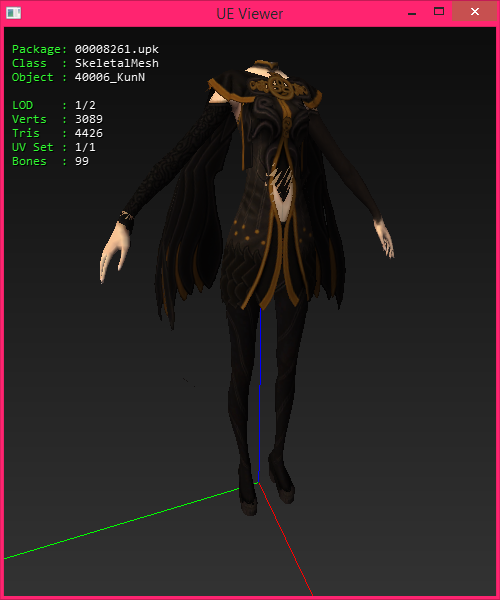 UE Viewer
Package: 00008261.upk
Class : SkeletalMesh
Object : 40006_KunN
LOD : 1/2
Verts : 3089
Tris : 4426
UV Set : 1/1
Bones : 99